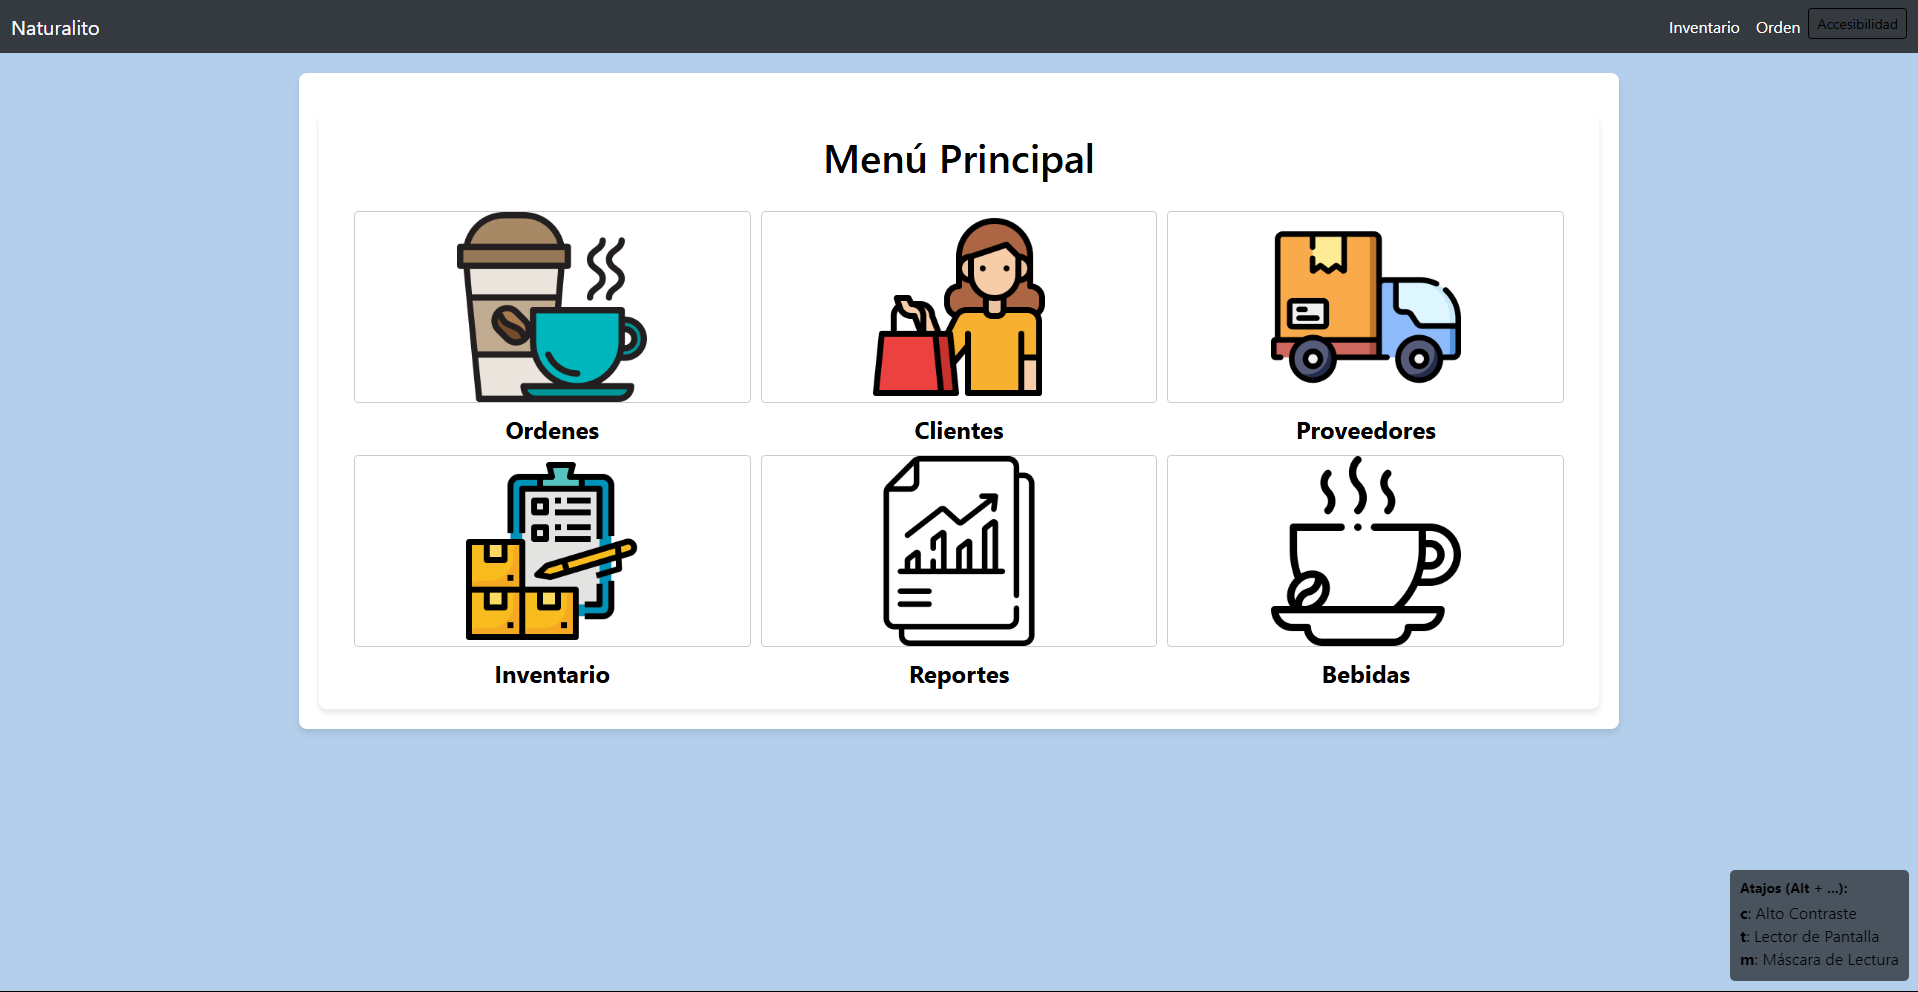 Naturalito
Inventario Orden Accesibilidad
Menú Principal
Ordenes
Clientes
Proveedores
Inventario
Reportes
Bebidas
Atajos (Alt + ...):
c: Alto Contraste
t: Lector de Pantalla
m: Máscara de Lectura